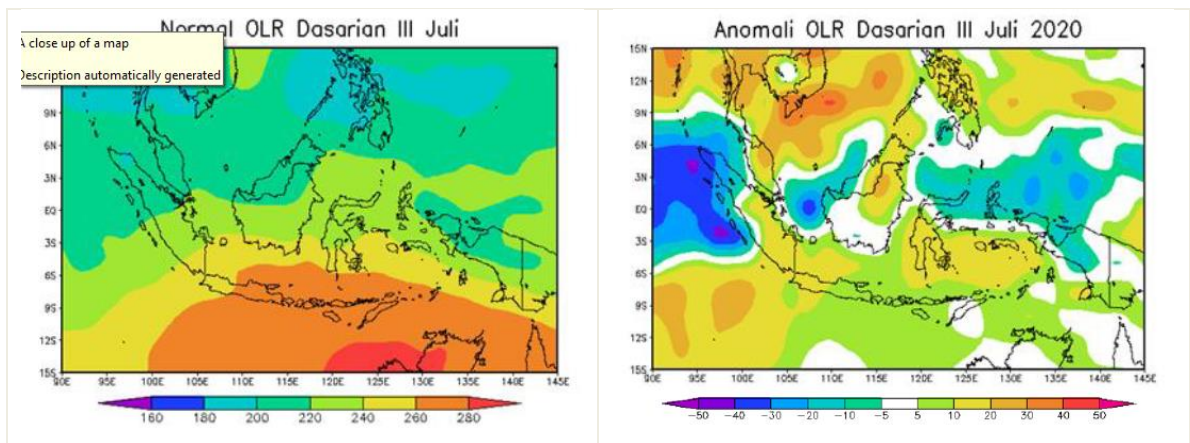 Normal OLR Dasarian III Juli
A close up of a map
Description automatically generated
9N
6N
3N
EQ
3S
6S
9S
12S
15S
90E 95E 100E 105E 110E 115E 120E 125E 130E 135E 140E 145E
160 180 200 220 240 260 280
Anomali OLR Dasarian III Juli 2020
15N
12N
9N
6N
3N
EQ
3S
6S
9S
12S
15S
90E 95E 100E 105E 110E 115E 120E 125E 130E 135E 140E 145E
-50 -40 -20 -10 -5 5 10 20 30 40 50